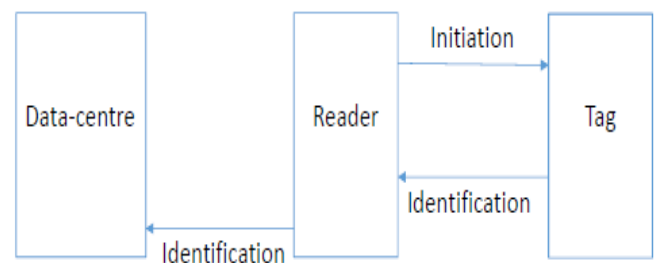 Initiation
Data-centre
Reader
Tag
Identification
Identification